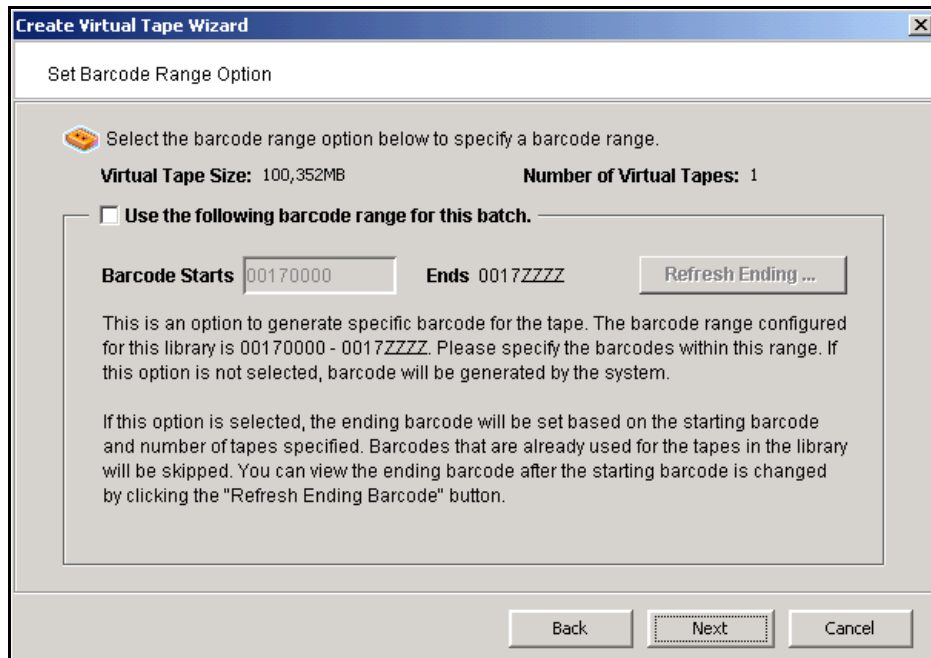 Create Virtual Tape Wizard
Set Barcode Range Option
Select the barcode range option below to specify a barcode range.
Virtual Tape Size: 100,352MB Number of Virtual Tapes: 1
Use the following barcode range for this batch.
Barcode Starts 00170000 Ends 0017ZZZZ Refresh Ending ...
This is an option to generate specific barcode for the tape. The barcode range configured
for this library is 00170000 - 0017ZZZZ. Please specify the barcodes within this range. If
this option is not selected, barcode will be generated by the system.
If this option is selected, the ending barcode will be set based on the starting barcode
and number of tapes specified. Barcodes that are already used for the tapes in the library
will be skipped. You can view the ending barcode after the starting barcode is changed
by clicking the "Refresh Ending Barcode" button.
Back Next Cancel